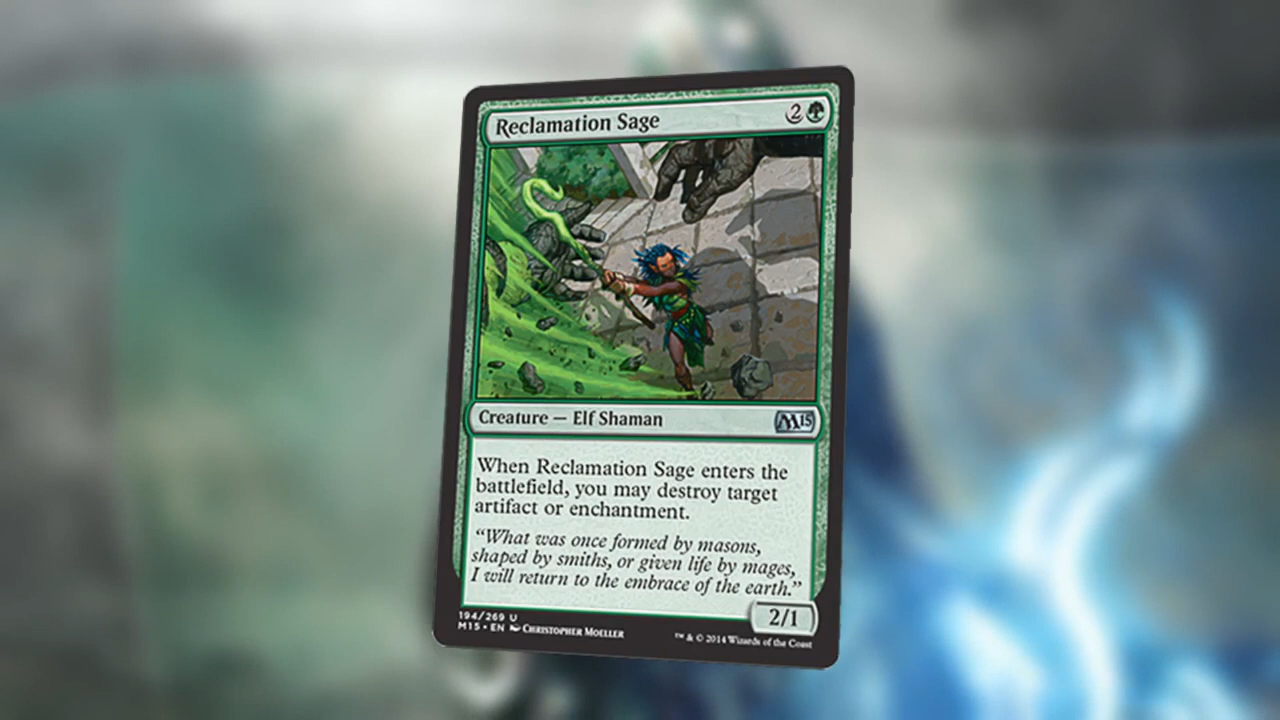 Reclamation Sage 2
Creature — Elf Shaman M15
When Reclamation Sage enters the
battlefield, you may destroy target
artifact or enchantment.
“What was once formed by masons,
shaped by smiths, or given life by mages,
I will return to the embrace of the earth.”
2/1
194/269 U
M15 • EN Christopher Moeller
™ & © 2014 Wizards of the Coast